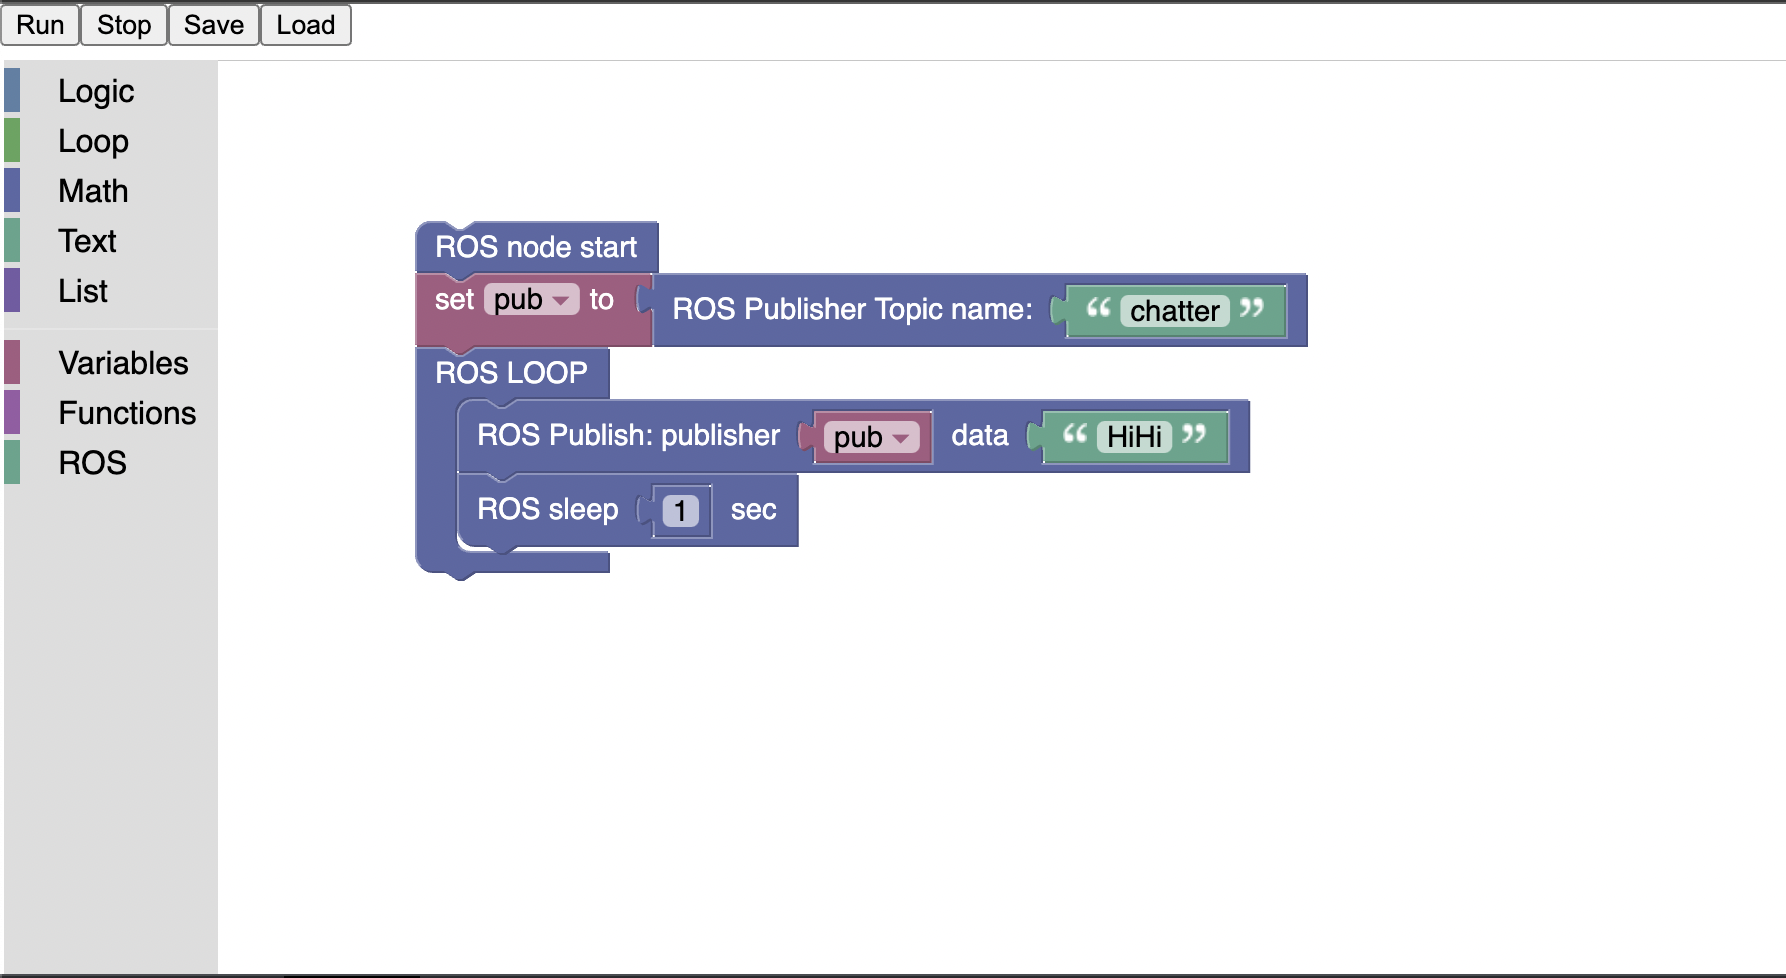 Run Stop Save Load
Logic
Loop
Math
Text
List
Variables
Functions
ROS
ROS node start
set pub to ROS Publisher Topic name: “ chatter ”
ROS LOOP
ROS Publish: publisher pub data “ HiHi ”
ROS sleep 1 sec